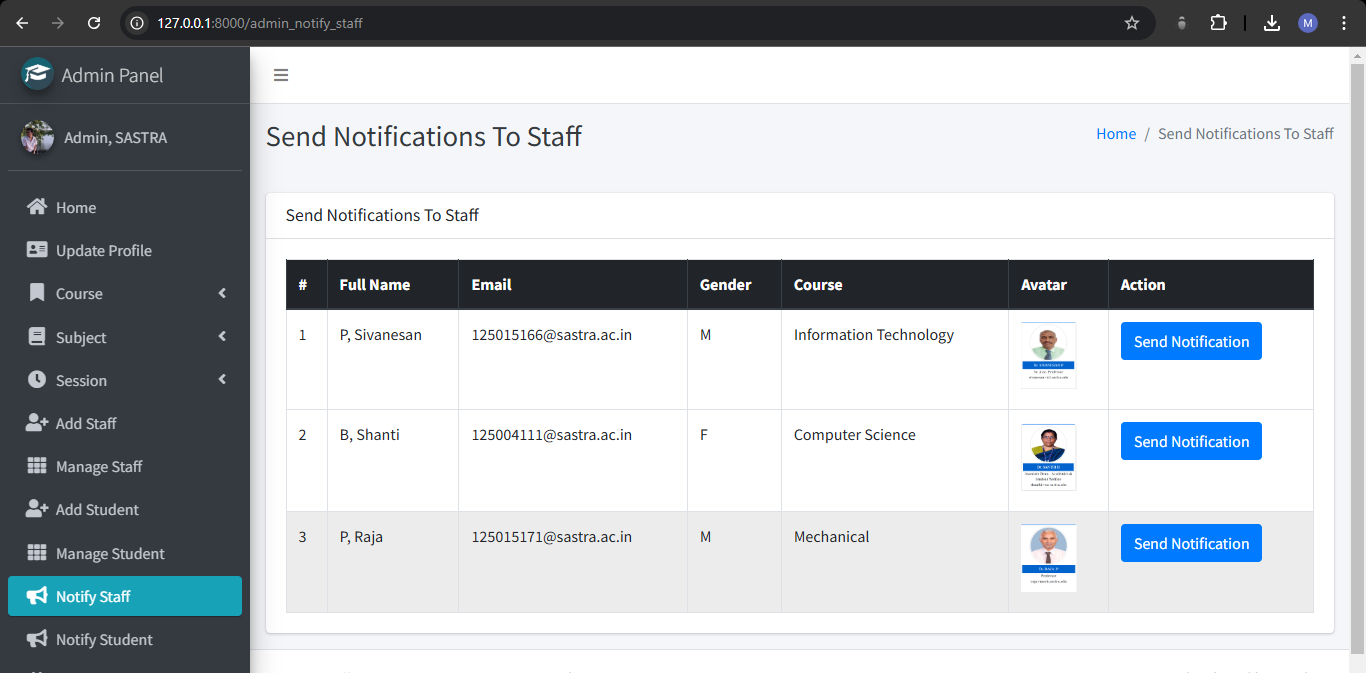 127.0.0.1:8000/admin_notify_staff
M
Admin Panel
Admin, SASTRA
Home
Update Profile
Course
Subject
Session
Add Staff
Manage Staff
Add Student
Manage Student
Notify Staff
Notify Student
Send Notifications To Staff
Home / Send Notifications To Staff
Send Notifications To Staff
# Full Name Email Gender Course Avatar Action
1 P, Sivanesan 125015166@sastra.ac.in M Information Technology Send Notification
2 B, Shanti 125004111@sastra.ac.in F Computer Science Send Notification
3 P, Raja 125015171@sastra.ac.in M Mechanical Send Notification